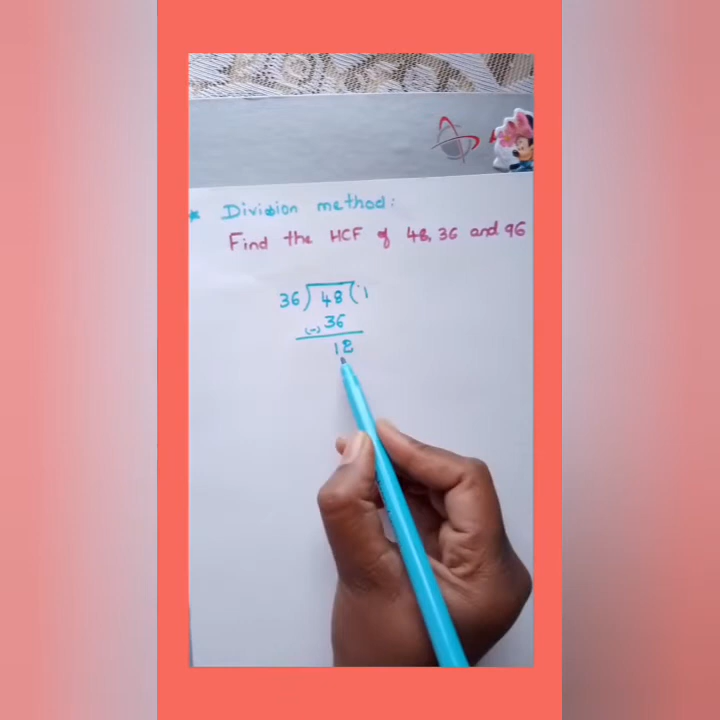 ★ Division method:
Find the HCF of 48, 36 and 96
36) 48 (1
(-) 36
12